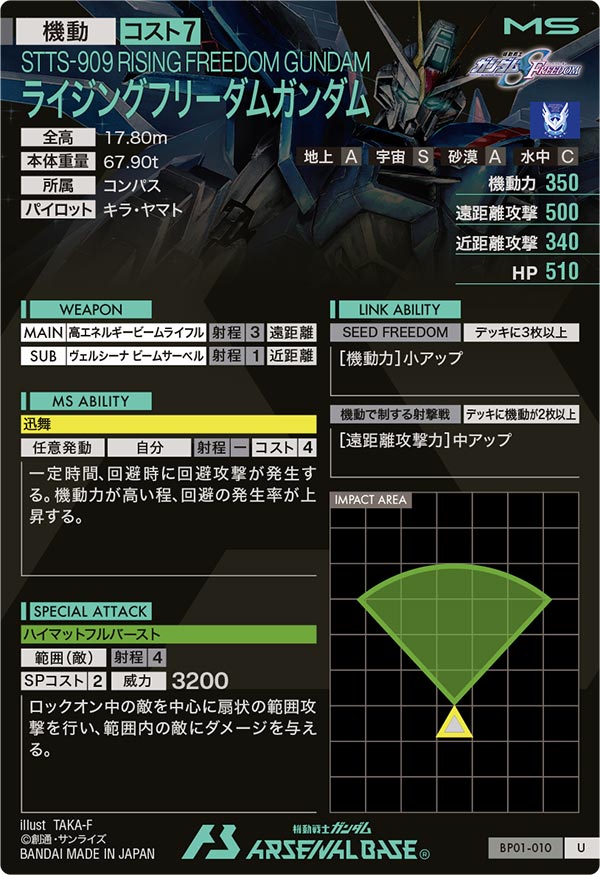 機動 コスト7
MS
STTS-909 RISING FREEDOM GUNDAM
ライジングフリーダムガンダム
機動戦士 ガンダム SEED FREEDOM
全高 17.80m
本体重量 67.90t
所属 コンパス
パイロット キラ・ヤマト
地上 A 宇宙 S 砂漠 A 水中 C
機動力 350
遠距離攻撃 500
近距離攻撃 340
HP 510
WEAPON
MAIN 高エネルギービームライフル 射程 3 遠距離
SUB ヴェルシーナ ビームサーベル 射程 1 近距離
MS ABILITY
迅舞
任意発動 自分 射程 ー コスト 4
一定時間、回避時に回避攻撃が発生す
る。機動力が高い程、回避の発生率が上
昇する。
SPECIAL ATTACK
ハイマットフルバースト
範囲(敵) 射程 4
SPコスト 2 威力 3200
ロックオン中の敵を中心に扇状の範囲攻
撃を行い、範囲内の敵にダメージを与え
る。
LINK ABILITY
SEED FREEDOM デッキに3枚以上
[機動力]小アップ
機動で制する射撃戦 デッキに機動が2枚以上
[遠距離攻撃力]中アップ
IMPACT AREA
illust TAKA-F
©創通・サンライズ
BANDAI MADE IN JAPAN
機動戦士ガンダム
ARSENAL BASE®
BP01-010 U